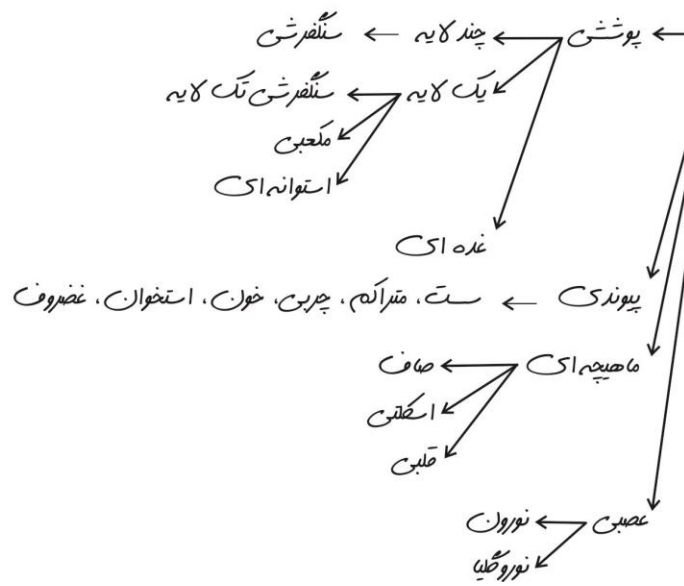 پوششی ← چند لایه ← سنگفرشی
یک لایه ← سنگفرشی تک لایه
مکعبی
استوانه ای
غده ای
پیوندی ← سست، متراکم، چربی، خون، استخوان، غضروف
ماهیچه ای ← صاف
اسکلتی
قلبی
عصبی ← نورون
نوروگلیا